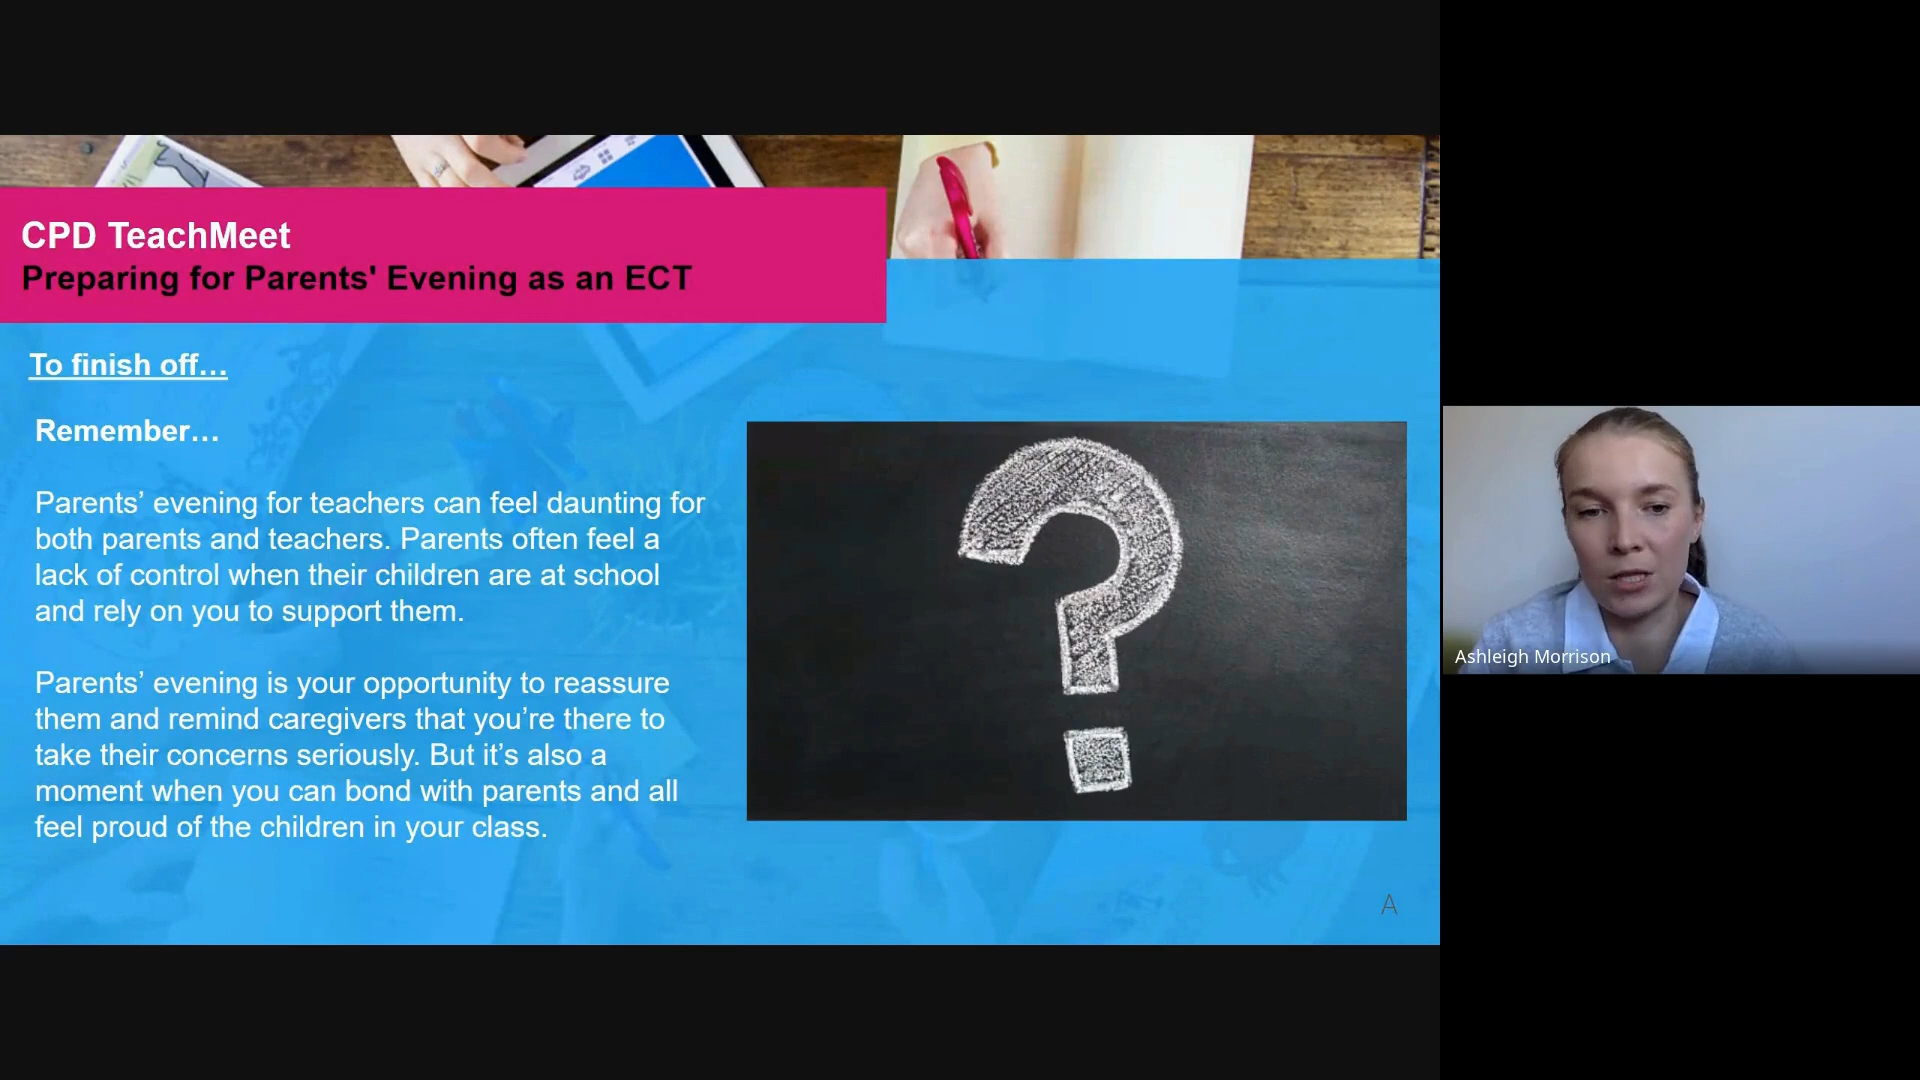 CPD TeachMeet
Preparing for Parents' Evening as an ECT
To finish off…
Remember…
Parents’ evening for teachers can feel daunting for
both parents and teachers. Parents often feel a
lack of control when their children are at school
and rely on you to support them.
Parents’ evening is your opportunity to reassure
them and remind caregivers that you’re there to
take their concerns seriously. But it’s also a
moment when you can bond with parents and all
feel proud of the children in your class.
?
A
Ashleigh Morrison